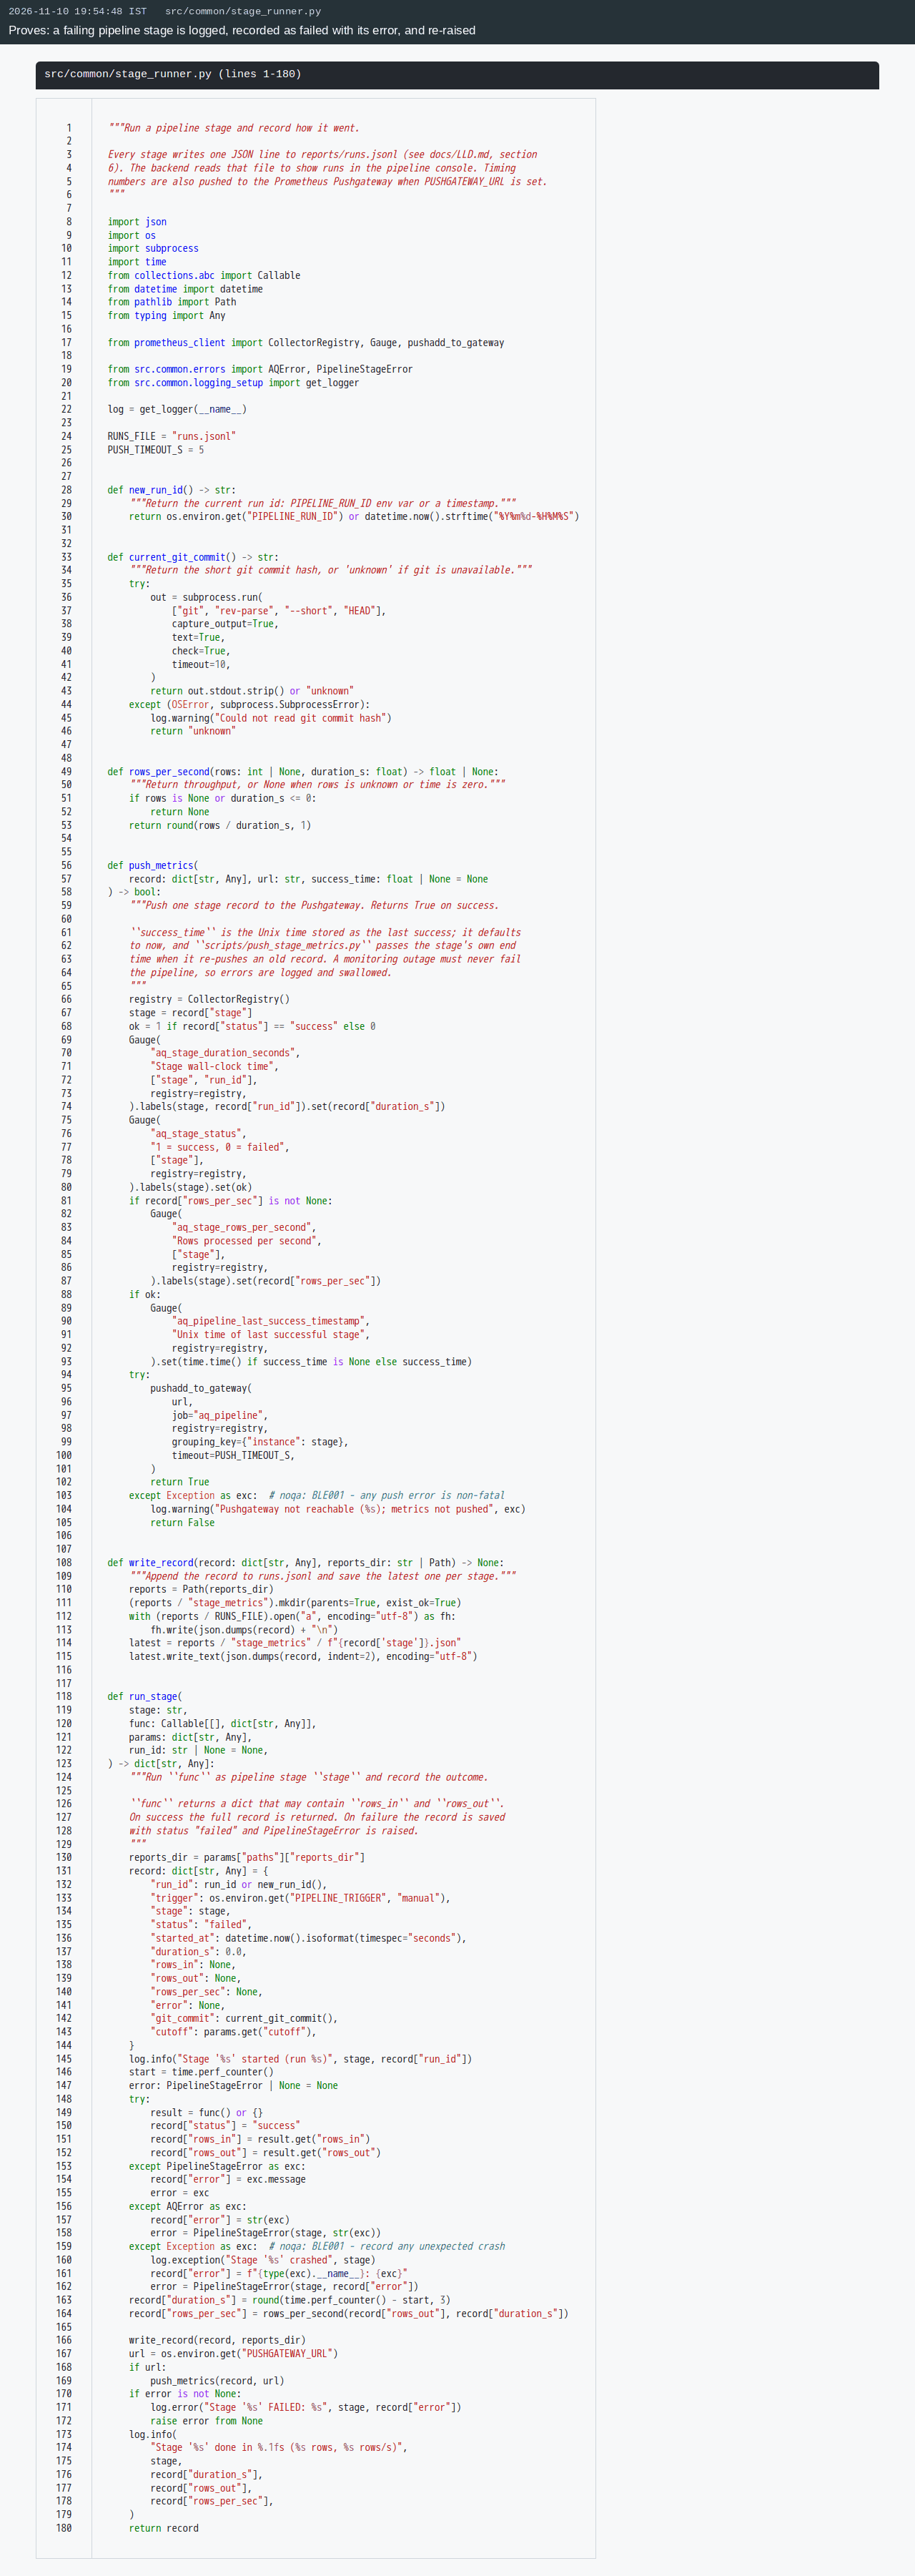 2026-11-10 19:54:48 IST   src/common/stage_runner.py
Proves: a failing pipeline stage is logged, recorded as failed with its error, and re-raised
src/common/stage_runner.py (lines 1-180)
1 """Run a pipeline stage and record how it went.
2
3 Every stage writes one JSON line to reports/runs.jsonl (see docs/LLD.md, section
4 6). The backend reads that file to show runs in the pipeline console. Timing
5 numbers are also pushed to the Prometheus Pushgateway when PUSHGATEWAY_URL is set.
6 """
7
8 import json
9 import os
10 import subprocess
11 import time
12 from collections.abc import Callable
13 from datetime import datetime
14 from pathlib import Path
15 from typing import Any
16
17 from prometheus_client import CollectorRegistry, Gauge, pushadd_to_gateway
18
19 from src.common.errors import AQError, PipelineStageError
20 from src.common.logging_setup import get_logger
21
22 log = get_logger(__name__)
23
24 RUNS_FILE = "runs.jsonl"
25 PUSH_TIMEOUT_S = 5
26
27
28 def new_run_id() -> str:
29     """Return the current run id: PIPELINE_RUN_ID env var or a timestamp."""
30     return os.environ.get("PIPELINE_RUN_ID") or datetime.now().strftime("%Y%m%d-%H%M%S")
31
32
33 def current_git_commit() -> str:
34     """Return the short git commit hash, or 'unknown' if git is unavailable."""
35     try:
36         out = subprocess.run(
37             ["git", "rev-parse", "--short", "HEAD"],
38             capture_output=True,
39             text=True,
40             check=True,
41             timeout=10,
42         )
43         return out.stdout.strip() or "unknown"
44     except (OSError, subprocess.SubprocessError):
45         log.warning("Could not read git commit hash")
46         return "unknown"
47
48
49 def rows_per_second(rows: int | None, duration_s: float) -> float | None:
50     """Return throughput, or None when rows is unknown or time is zero."""
51     if rows is None or duration_s <= 0:
52         return None
53     return round(rows / duration_s, 1)
54
55
56 def push_metrics(
57     record: dict[str, Any], url: str, success_time: float | None = None
58 ) -> bool:
59     """Push one stage record to the Pushgateway. Returns True on success.
60
61     ``success_time`` is the Unix time stored as the last success; it defaults
62     to now, and ``scripts/push_stage_metrics.py`` passes the stage's own end
63     time when it re-pushes an old record. A monitoring outage must never fail
64     the pipeline, so errors are logged and swallowed.
65     """
66     registry = CollectorRegistry()
67     stage = record["stage"]
68     ok = 1 if record["status"] == "success" else 0
69     Gauge(
70         "aq_stage_duration_seconds",
71         "Stage wall-clock time",
72         ["stage", "run_id"],
73         registry=registry,
74     ).labels(stage, record["run_id"]).set(record["duration_s"])
75     Gauge(
76         "aq_stage_status",
77         "1 = success, 0 = failed",
78         ["stage"],
79         registry=registry,
80     ).labels(stage).set(ok)
81     if record["rows_per_sec"] is not None:
82         Gauge(
83             "aq_stage_rows_per_second",
84             "Rows processed per second",
85             ["stage"],
86             registry=registry,
87         ).labels(stage).set(record["rows_per_sec"])
88     if ok:
89         Gauge(
90             "aq_pipeline_last_success_timestamp",
91             "Unix time of last successful stage",
92             registry=registry,
93         ).set(time.time() if success_time is None else success_time)
94     try:
95         pushadd_to_gateway(
96             url,
97             job="aq_pipeline",
98             registry=registry,
99             grouping_key={"instance": stage},
100             timeout=PUSH_TIMEOUT_S,
101         )
102         return True
103     except Exception as exc:  # noqa: BLE001 - any push error is non-fatal
104         log.warning("Pushgateway not reachable (%s); metrics not pushed", exc)
105         return False
106
107
108 def write_record(record: dict[str, Any], reports_dir: str | Path) -> None:
109     """Append the record to runs.jsonl and save the latest one per stage."""
110     reports = Path(reports_dir)
111     (reports / "stage_metrics").mkdir(parents=True, exist_ok=True)
112     with (reports / RUNS_FILE).open("a", encoding="utf-8") as fh:
113         fh.write(json.dumps(record) + "\n")
114     latest = reports / "stage_metrics" / f"{record['stage']}.json"
115     latest.write_text(json.dumps(record, indent=2), encoding="utf-8")
116
117
118 def run_stage(
119     stage: str,
120     func: Callable[[], dict[str, Any]],
121     params: dict[str, Any],
122     run_id: str | None = None,
123 ) -> dict[str, Any]:
124     """Run ``func`` as pipeline stage ``stage`` and record the outcome.
125
126     ``func`` returns a dict that may contain ``rows_in`` and ``rows_out``.
127     On success the full record is returned. On failure the record is saved
128     with status "failed" and PipelineStageError is raised.
129     """
130     reports_dir = params["paths"]["reports_dir"]
131     record: dict[str, Any] = {
132         "run_id": run_id or new_run_id(),
133         "trigger": os.environ.get("PIPELINE_TRIGGER", "manual"),
134         "stage": stage,
135         "status": "failed",
136         "started_at": datetime.now().isoformat(timespec="seconds"),
137         "duration_s": 0.0,
138         "rows_in": None,
139         "rows_out": None,
140         "rows_per_sec": None,
141         "error": None,
142         "git_commit": current_git_commit(),
143         "cutoff": params.get("cutoff"),
144     }
145     log.info("Stage '%s' started (run %s)", stage, record["run_id"])
146     start = time.perf_counter()
147     error: PipelineStageError | None = None
148     try:
149         result = func() or {}
150         record["status"] = "success"
151         record["rows_in"] = result.get("rows_in")
152         record["rows_out"] = result.get("rows_out")
153     except PipelineStageError as exc:
154         record["error"] = exc.message
155         error = exc
156     except AQError as exc:
157         record["error"] = str(exc)
158         error = PipelineStageError(stage, str(exc))
159     except Exception as exc:  # noqa: BLE001 - record any unexpected crash
160         log.exception("Stage '%s' crashed", stage)
161         record["error"] = f"{type(exc).__name__}: {exc}"
162         error = PipelineStageError(stage, record["error"])
163     record["duration_s"] = round(time.perf_counter() - start, 3)
164     record["rows_per_sec"] = rows_per_second(record["rows_out"], record["duration_s"])
165
166     write_record(record, reports_dir)
167     url = os.environ.get("PUSHGATEWAY_URL")
168     if url:
169         push_metrics(record, url)
170     if error is not None:
171         log.error("Stage '%s' FAILED: %s", stage, record["error"])
172         raise error from None
173     log.info(
174         "Stage '%s' done in %.1fs (%s rows, %s rows/s)",
175         stage,
176         record["duration_s"],
177         record["rows_out"],
178         record["rows_per_sec"],
179     )
180     return record